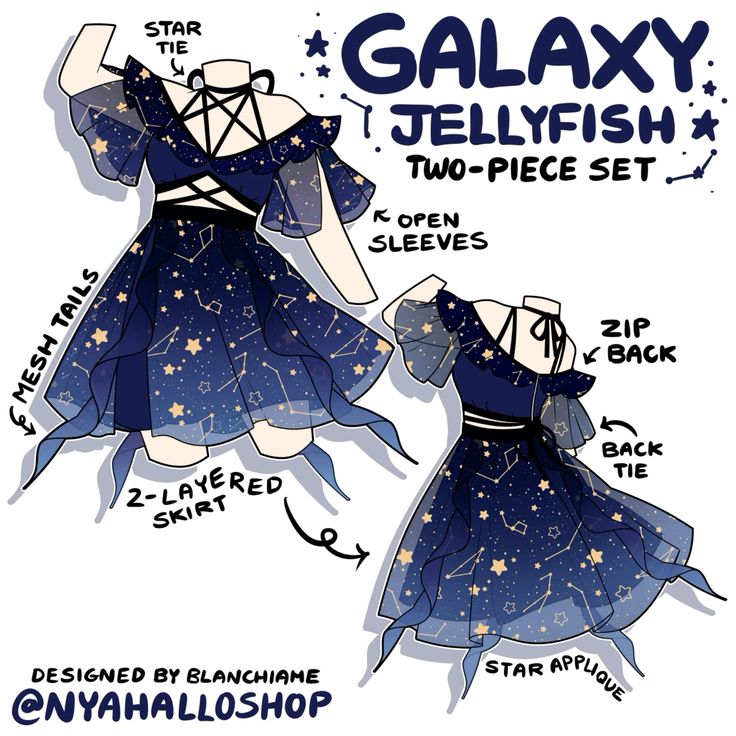 GALAXY
JELLYFISH
TWO-PIECE SET
STAR
TIE
OPEN
SLEEVES
MESH TAILS
ZIP
BACK
BACK
TIE
2-LAYERED
SKIRT
STAR APPLIQUE
DESIGNED BY BLANCHIAME
@NYAHALLOSHOP